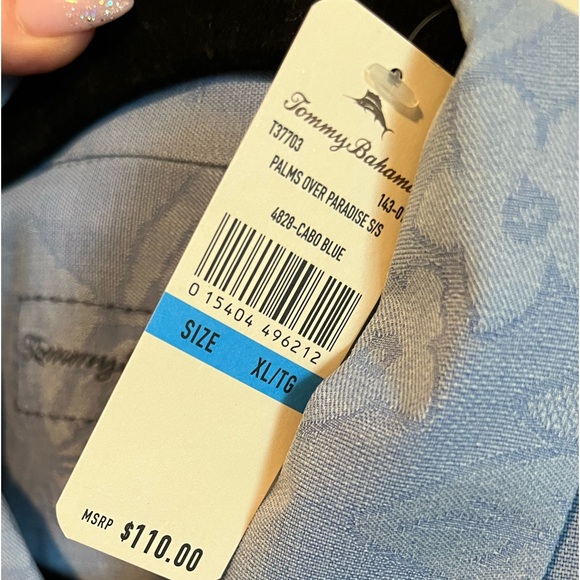 Tommy Bahama
T37703
143-0
PALMS OVER PARADISE S/S
4828-CABO BLUE
0 15404 496212
SIZE XL/TG
MSRP $110.00
Tommy